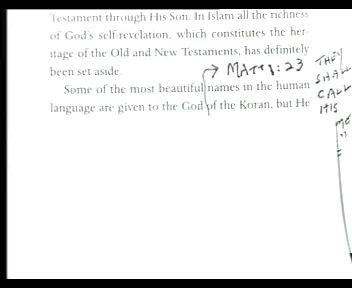 Testament through His Son. In Islam all the richness
of God's self-revelation, which constitutes the her-
itage of the Old and New Testaments, has definitely
been set aside.
MATT 1:23
THEY
SHALL
CALL
HIS
Some of the most beautiful names in the human
language are given to the God of the Koran, but He